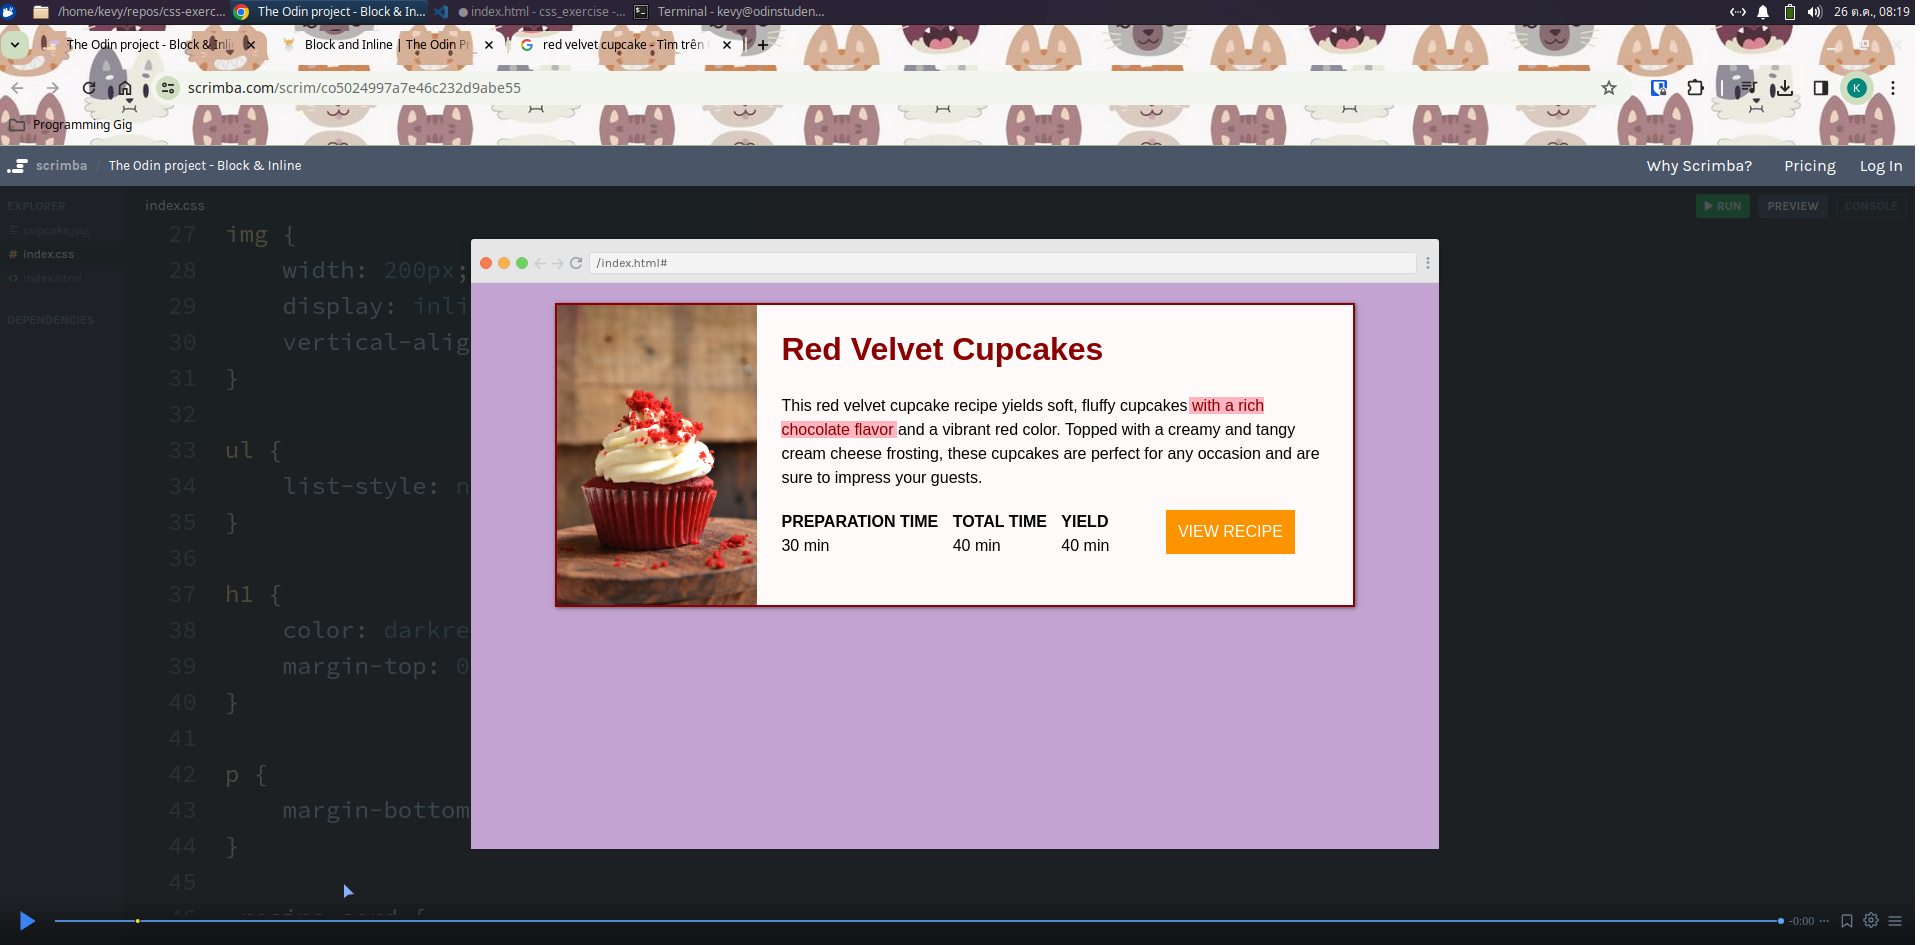 /home/kevy/repos/css-exerc...
The Odin project - Block & In...
index.html - css_exercise -...
Terminal - kevy@odinstuden...
26 ต.ค., 08:19
The Odin project - Block & Inli
Block and Inline | The Odin Pr
red velvet cupcake - Tìm trên
scrimba.com/scrim/co5024997a7e46c232d9abe55
K
Programming Gig
scrimba / The Odin project - Block & Inline
Why Scrimba? Pricing Log In
EXPLORER
cupcake.jpg
# index.css
<> index.html
DEPENDENCIES
index.css
RUN PREVIEW CONSOLE
27 img {
28 width: 200px;
29 display: inli
30 vertical-alig
31 }
32
33 ul {
34 list-style: n
35 }
36
37 h1 {
38 color: darkre
39 margin-top: 0
40 }
41
42 p {
43 margin-bottom
44 }
45
46 .recipe-card {
/index.html#
Red Velvet Cupcakes
This red velvet cupcake recipe yields soft, fluffy cupcakes with a rich
chocolate flavor and a vibrant red color. Topped with a creamy and tangy
cream cheese frosting, these cupcakes are perfect for any occasion and are
sure to impress your guests.
PREPARATION TIME TOTAL TIME YIELD
30 min 40 min 40 min
VIEW RECIPE
-0:00